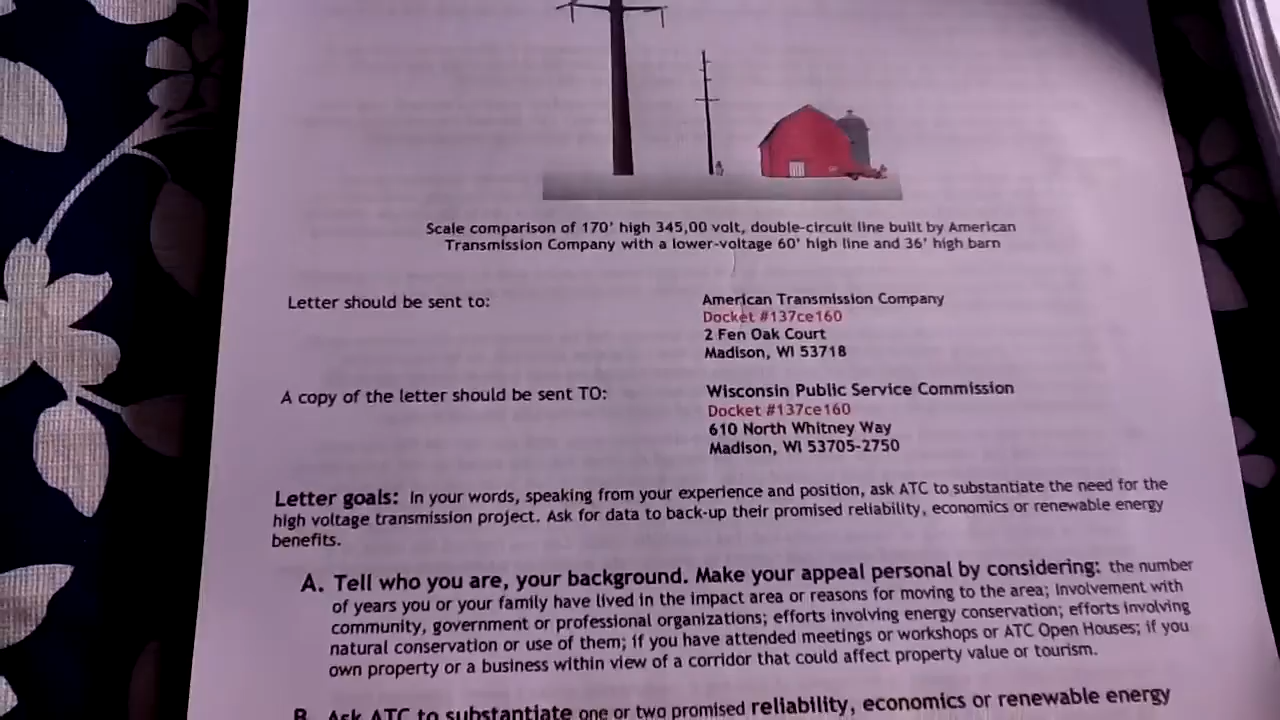 Scale comparison of 170' high 345,00 volt, double-circuit line built by American
Transmission Company with a lower-voltage 60' high line and 36' high barn
Letter should be sent to:
American Transmission Company
Docket #137ce160
2 Fen Oak Court
Madison, WI 53718
A copy of the letter should be sent TO:
Wisconsin Public Service Commission
Docket #137ce160
610 North Whitney Way
Madison, WI 53705-2750
Letter goals: In your words, speaking from your experience and position, ask ATC to substantiate the need for the
high voltage transmission project. Ask for data to back-up their promised reliability, economics or renewable energy
benefits.
A. Tell who you are, your background. Make your appeal personal by considering: the number
of years you or your family have lived in the impact area or reasons for moving to the area; involvement with
community, government or professional organizations; efforts involving energy conservation; efforts involving
natural conservation or use of them; if you have attended meetings or workshops or ATC Open Houses; if you
own property or a business within view of a corridor that could affect property value or tourism.
B. Ask ATC to substantiate one or two promised reliability, economics or renewable energy